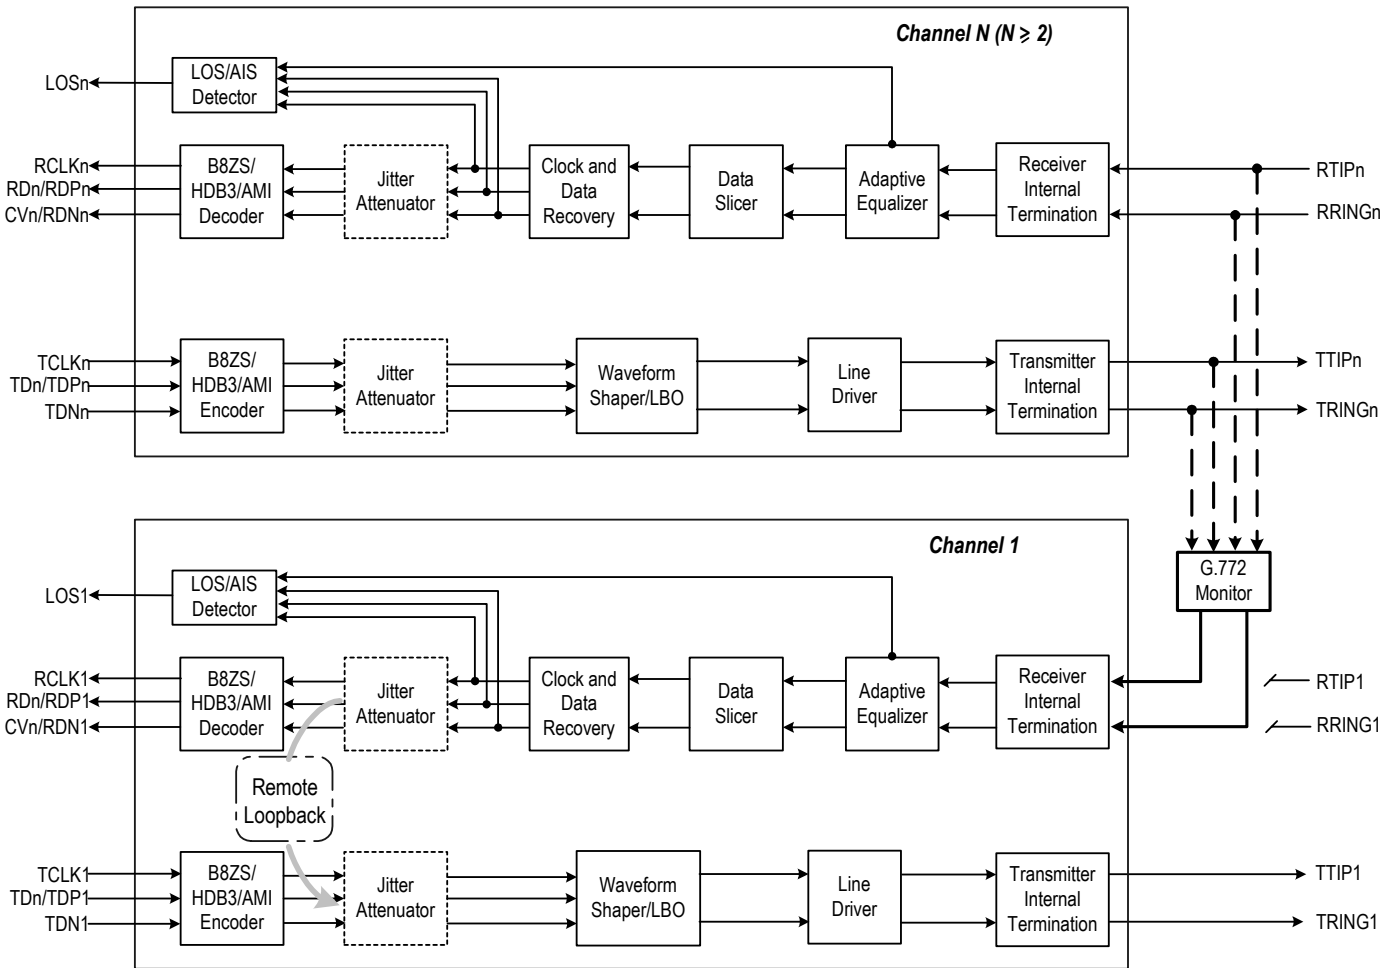 Channel N (N ⩾ 2)
LOSn
LOS/AIS
Detector
RCLKn
RDn/RDPn
CVn/RDNn
B8ZS/
HDB3/AMI
Decoder
Jitter
Attenuator
Clock and
Data
Recovery
Data
Slicer
Adaptive
Equalizer
Receiver
Internal
Termination
RTIPn
RRINGn
TCLKn
TDn/TDPn
TDNn
B8ZS/
HDB3/AMI
Encoder
Jitter
Attenuator
Waveform
Shaper/LBO
Line
Driver
Transmitter
Internal
Termination
TTIPn
TRINGn
Channel 1
G.772
Monitor
LOS1
LOS/AIS
Detector
RCLK1
RDn/RDP1
CVn/RDN1
B8ZS/
HDB3/AMI
Decoder
Jitter
Attenuator
Clock and
Data
Recovery
Data
Slicer
Adaptive
Equalizer
Receiver
Internal
Termination
RTIP1
RRING1
Remote
Loopback
TCLK1
TDn/TDP1
TDN1
B8ZS/
HDB3/AMI
Encoder
Jitter
Attenuator
Waveform
Shaper/LBO
Line
Driver
Transmitter
Internal
Termination
TTIP1
TRING1